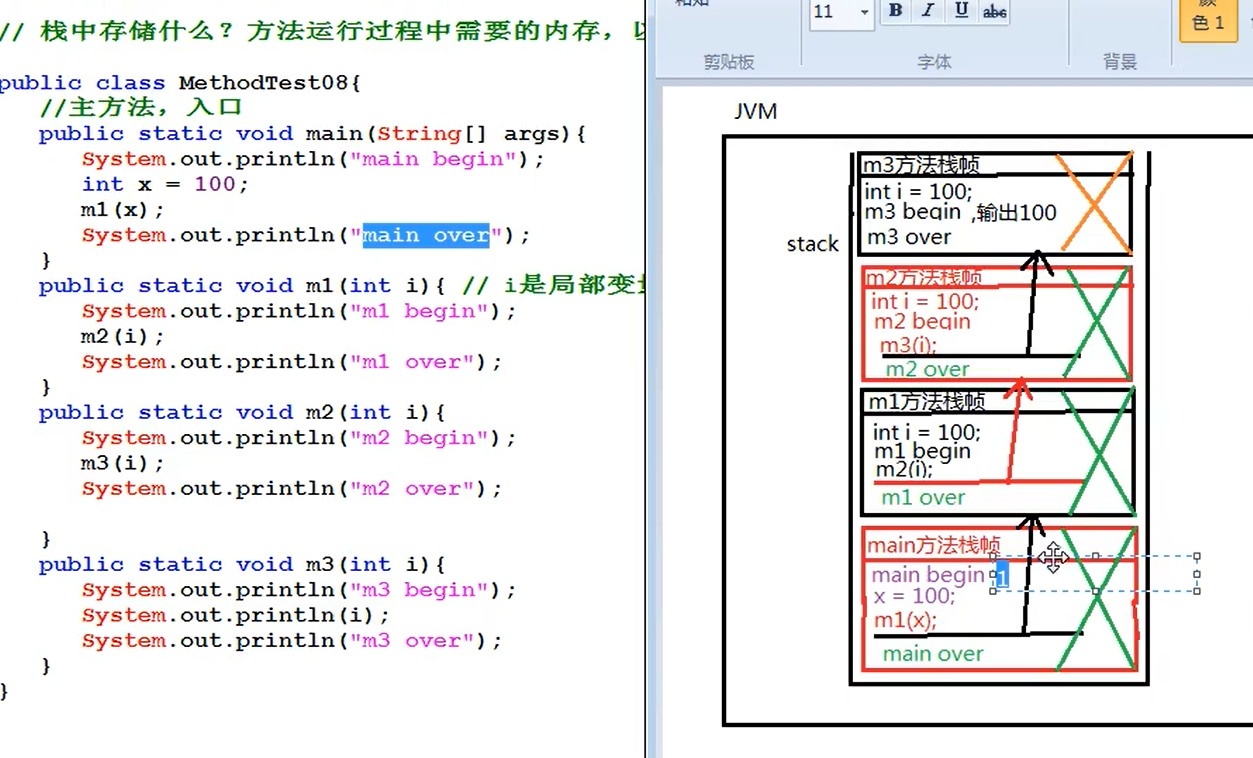 // 栈中存储什么？方法运行过程中需要的内存，以
public class MethodTest08{
//主方法，入口
public static void main(String[] args){
System.out.println("main begin");
int x = 100;
m1(x);
System.out.println("main over");
}
public static void m1(int i){ // i是局部变量
System.out.println("m1 begin");
m2(i);
System.out.println("m1 over");
}
public static void m2(int i){
System.out.println("m2 begin");
m3(i);
System.out.println("m2 over");
}
public static void m3(int i){
System.out.println("m3 begin");
System.out.println(i);
System.out.println("m3 over");
}
}
粘贴
11
B I U abc
颜
色 1
剪贴板
字体
背景
JVM
stack
m3方法栈帧
int i = 100;
m3 begin ,输出100
m3 over
m2方法栈帧
int i = 100;
m2 begin
m3(i);
m2 over
m1方法栈帧
int i = 100;
m1 begin
m2(i);
m1 over
main方法栈帧
main begin 1
x = 100;
m1(x);
main over